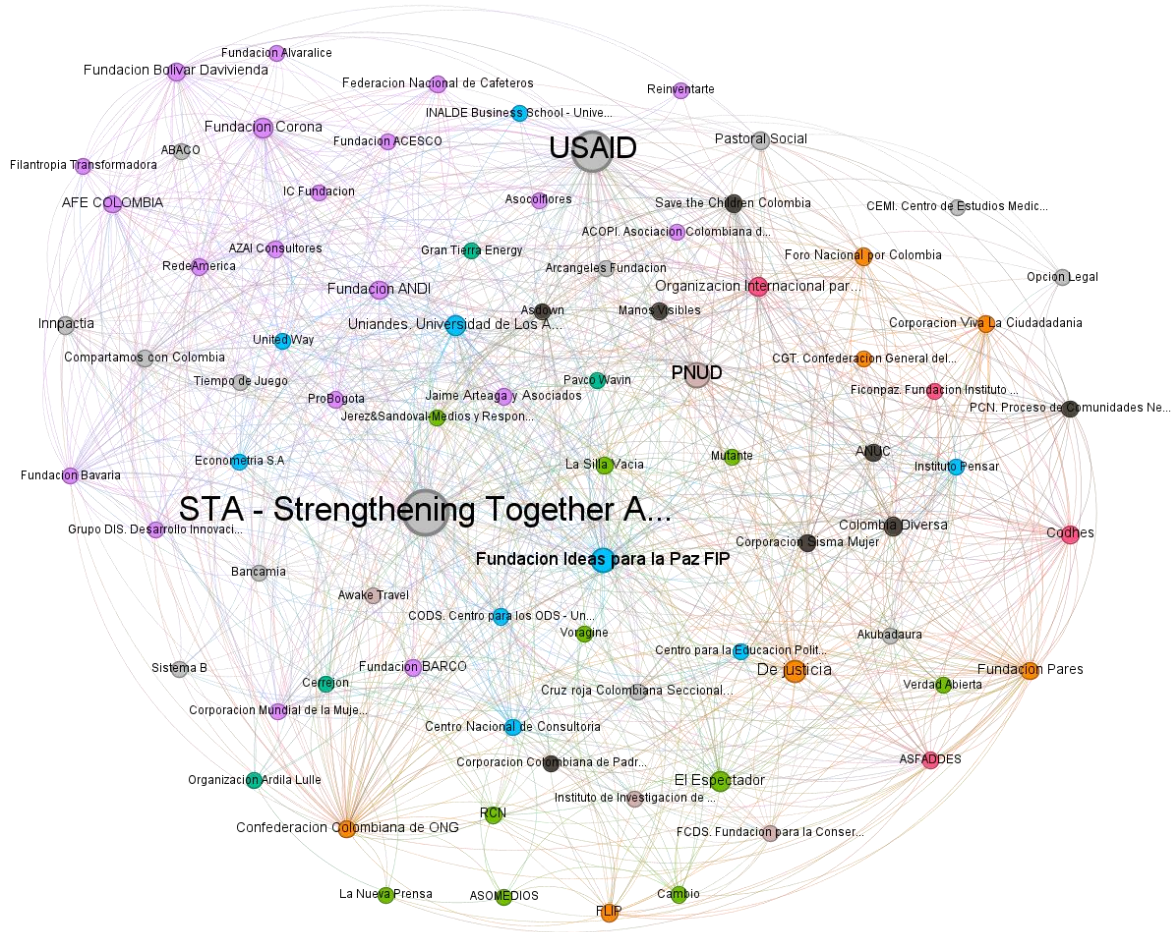 Fundacion Alvaralice
Fundacion Bolivar Davivienda
Federacion Nacional de Cafeteros
Reinventarte
INALDE Business School - Unive...
Fundacion Corona
Pastoral Social
Fundacion ACESCO
USAID
ABACO
Filantropia Transformadora
IC Fundacion
AFE COLOMBIA
Asocolflores
Save the Children Colombia
CEMI. Centro de Estudios Medic...
ACOPI. Asociacion Colombiana d...
AZAI Consultores
Gran Tierra Energy
Foro Nacional por Colombia
RedeAmerica
Arcangeles Fundacion
Opcion Legal
Fundacion ANDI
Organizacion Internacional par...
Asdown
Manos Visibles
Innpactia
Uniandes. Universidad de Los A...
Corporacion Viva La Ciudadadania
United Way
Compartamos con Colombia
CGT. Confederacion General del...
PNUD
Tiempo de Juego
Pavco Wavin
Ficonpaz. Fundacion Instituto ...
ProBogota
Jaime Arteaga y Asociados
PCN. Proceso de Comunidades Ne...
Jerez&Sandoval-Medios y Respon...
ANUC
Mutante
Econometria S.A
La Silla Vacia
Instituto Pensar
Fundacion Bavaria
STA - Strengthening Together A...
Grupo DIS. Desarrollo Innovaci...
Colombia Diversa
Codhes
Corporacion Sisma Mujer
Fundacion Ideas para la Paz FIP
Bancamia
Awake Travel
CODS. Centro para los ODS - Un...
Voragine
Akubadaura
Centro para la Educacion Polit...
Sistema B
Fundacion BARCO
De justicia
Fundacion Pares
Cerrejon
Cruz roja Colombiana Seccional...
Verdad Abierta
Corporacion Mundial de la Muje...
Centro Nacional de Consultoria
Corporacion Colombiana de Padr...
ASFADDES
Organizacion Ardila Lulle
El Espectador
Instituto de Investigacion de ...
RCN
Confederacion Colombiana de ONG
FCDS. Fundacion para la Conser...
La Nueva Prensa
ASOMEDIOS
Cambio
FLIP